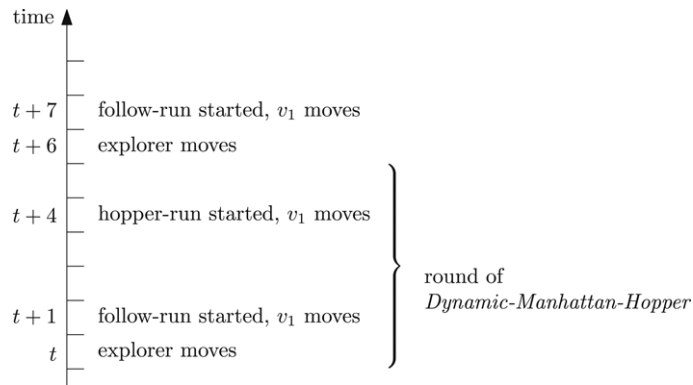 time
t + 7 follow-run started, v₁ moves
t + 6 explorer moves
t + 4 hopper-run started, v₁ moves
round of
Dynamic-Manhattan-Hopper
t + 1 follow-run started, v₁ moves
t explorer moves